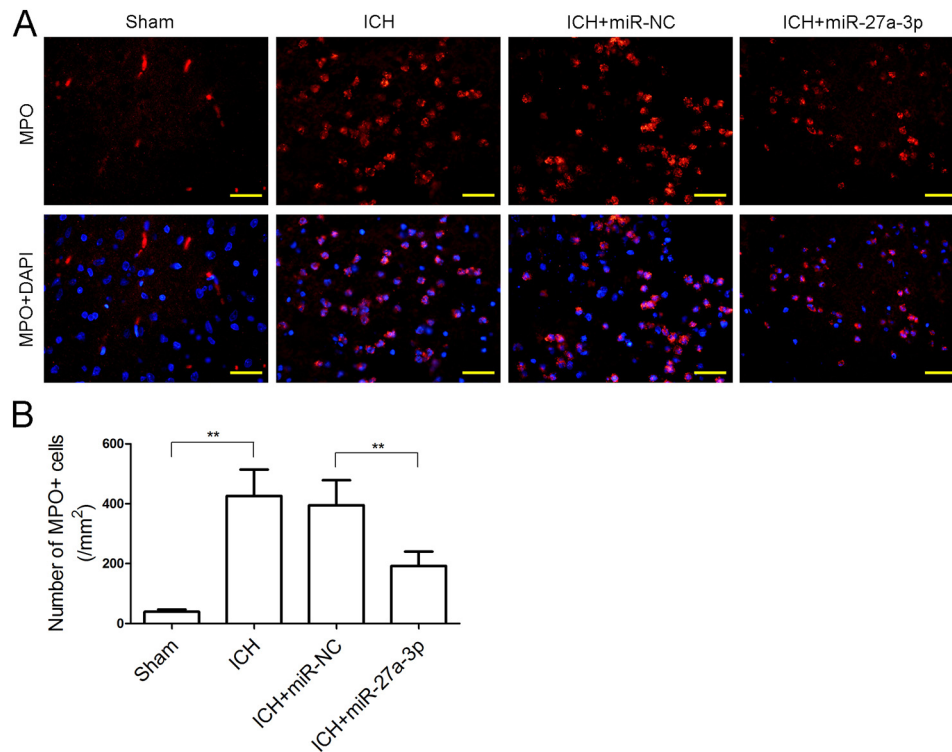 A
Sham
ICH
ICH+miR-NC
ICH+miR-27a-3p
MPO
MPO+DAPI
B
Number of MPO+ cells
(/mm²)
600
400
200
0
**
**
Sham
ICH
ICH+miR-NC
ICH+miR-27a-3p